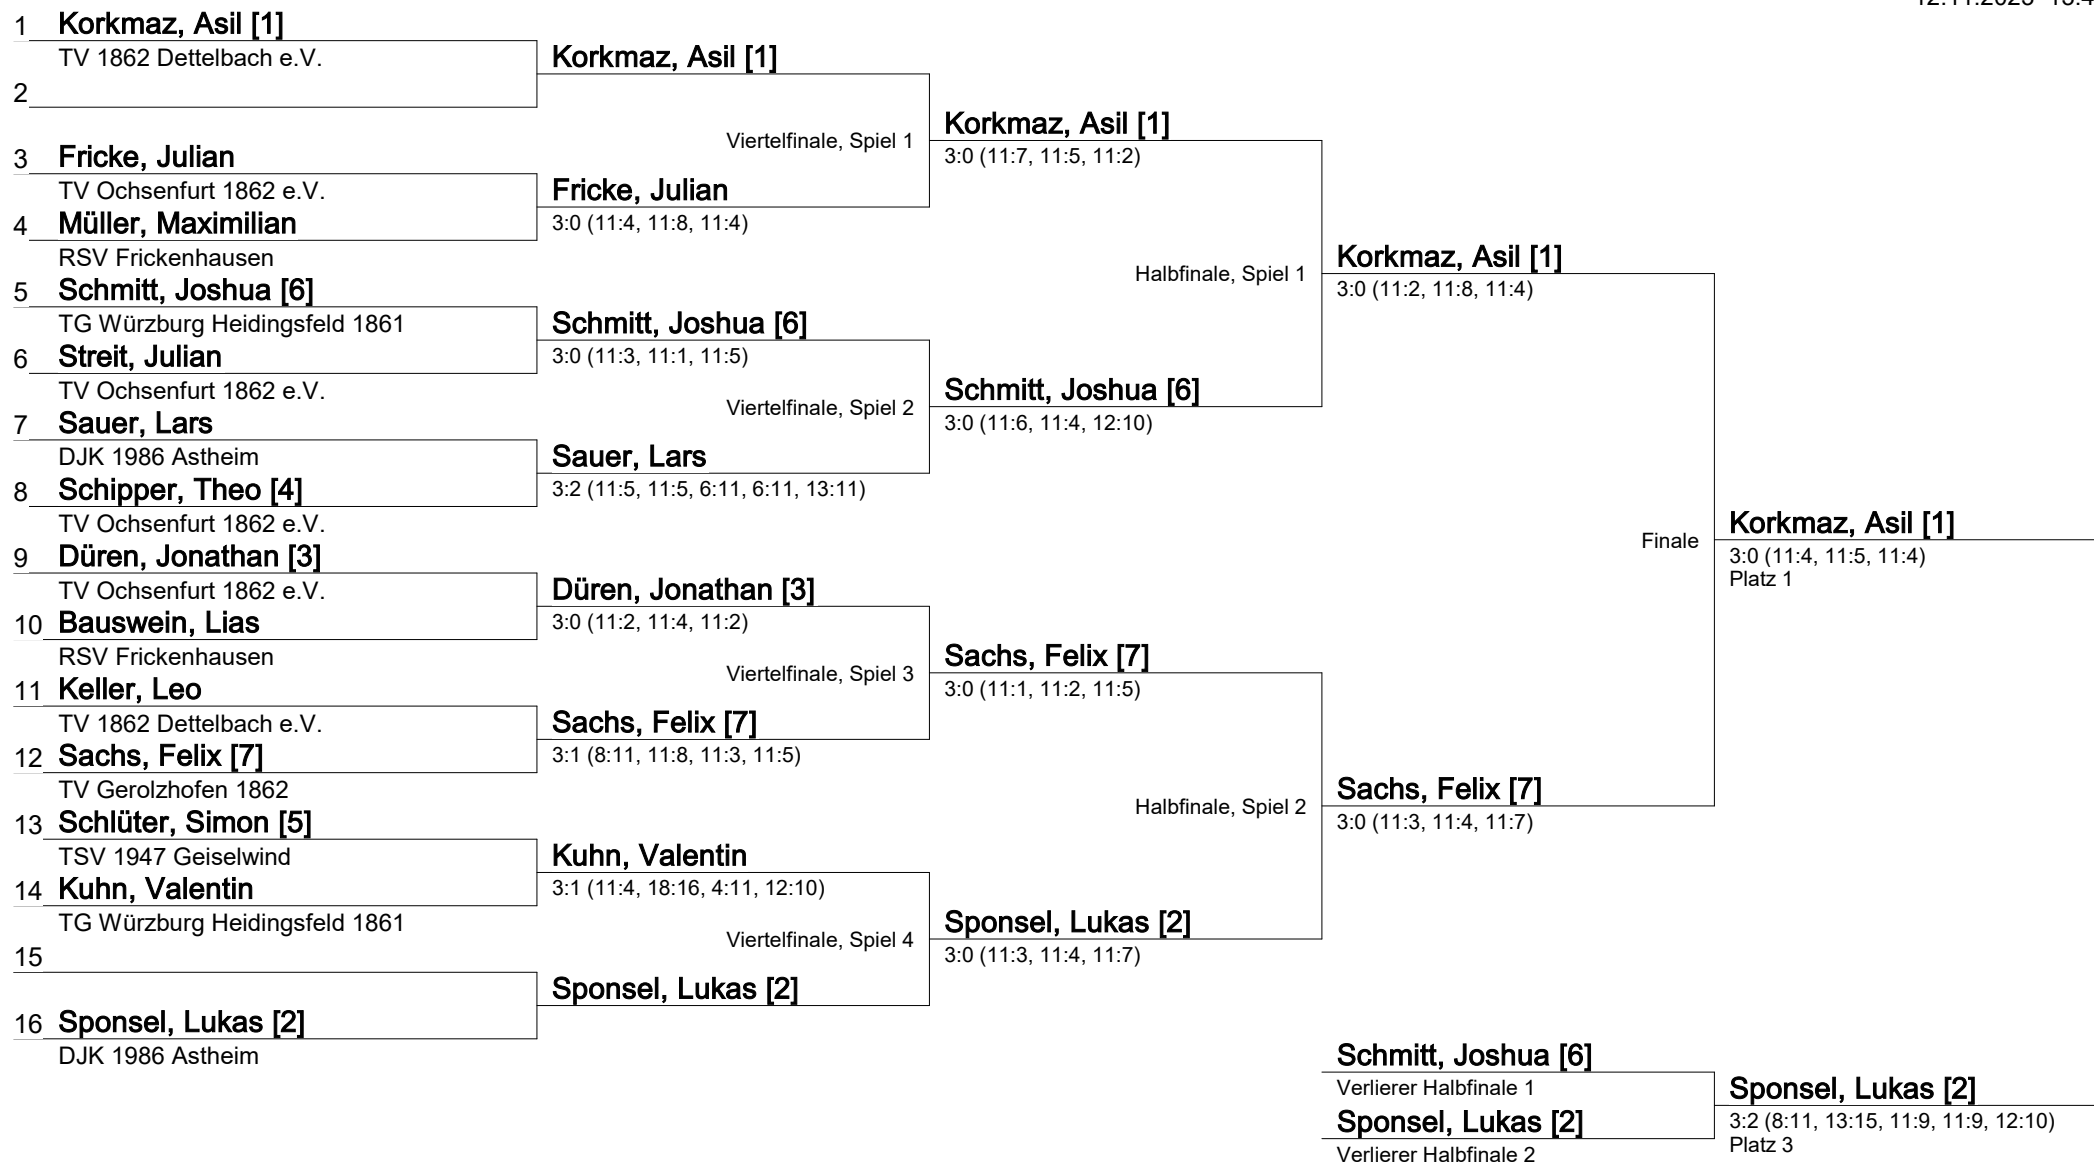 1 Korkmaz, Asil [1]
TV 1862 Dettelbach e.V.
Korkmaz, Asil [1]
2
Korkmaz, Asil [1]
Viertelfinale, Spiel 1
3:0 (11:7, 11:5, 11:2)
3 Fricke, Julian
TV Ochsenfurt 1862 e.V.
Fricke, Julian
4 Müller, Maximilian
3:0 (11:4, 11:8, 11:4)
RSV Frickenhausen
Korkmaz, Asil [1]
Halbfinale, Spiel 1
3:0 (11:2, 11:8, 11:4)
5 Schmitt, Joshua [6]
TG Würzburg Heidingsfeld 1861
Schmitt, Joshua [6]
6 Streit, Julian
3:0 (11:3, 11:1, 11:5)
TV Ochsenfurt 1862 e.V.
Schmitt, Joshua [6]
Viertelfinale, Spiel 2
3:0 (11:6, 11:4, 12:10)
7 Sauer, Lars
DJK 1986 Astheim
Sauer, Lars
8 Schipper, Theo [4]
3:2 (11:5, 11:5, 6:11, 6:11, 13:11)
TV Ochsenfurt 1862 e.V.
Korkmaz, Asil [1]
Finale
3:0 (11:4, 11:5, 11:4)
Platz 1
9 Düren, Jonathan [3]
TV Ochsenfurt 1862 e.V.
Düren, Jonathan [3]
10 Bauswein, Lias
3:0 (11:2, 11:4, 11:2)
RSV Frickenhausen
Sachs, Felix [7]
Viertelfinale, Spiel 3
3:0 (11:1, 11:2, 11:5)
11 Keller, Leo
TV 1862 Dettelbach e.V.
Sachs, Felix [7]
12 Sachs, Felix [7]
3:1 (8:11, 11:8, 11:3, 11:5)
TV Gerolzhofen 1862
Sachs, Felix [7]
Halbfinale, Spiel 2
3:0 (11:3, 11:4, 11:7)
13 Schlüter, Simon [5]
TSV 1947 Geiselwind
Kuhn, Valentin
14 Kuhn, Valentin
3:1 (11:4, 18:16, 4:11, 12:10)
TG Würzburg Heidingsfeld 1861
Sponsel, Lukas [2]
Viertelfinale, Spiel 4
3:0 (11:3, 11:4, 11:7)
15
Sponsel, Lukas [2]
16 Sponsel, Lukas [2]
DJK 1986 Astheim
Schmitt, Joshua [6]
Verlierer Halbfinale 1
Sponsel, Lukas [2]
Sponsel, Lukas [2]
3:2 (8:11, 13:15, 11:9, 11:9, 12:10)
Platz 3
Verlierer Halbfinale 2